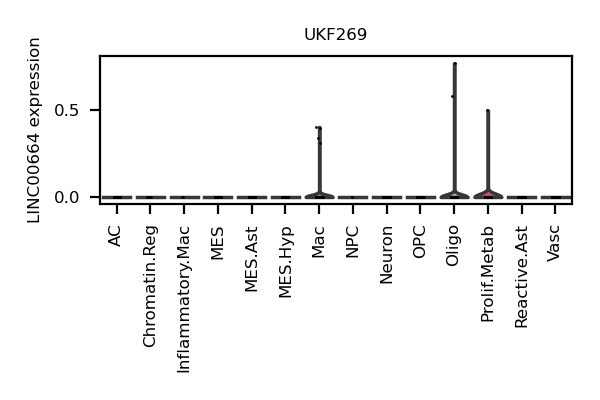 UKF269
LINC00664 expression
0.5
0.0
AC
Chromatin.Reg
Inflammatory.Mac
MES
MES.Ast
MES.Hyp
Mac
NPC
Neuron
OPC
Oligo
Prolif.Metab
Reactive.Ast
Vasc